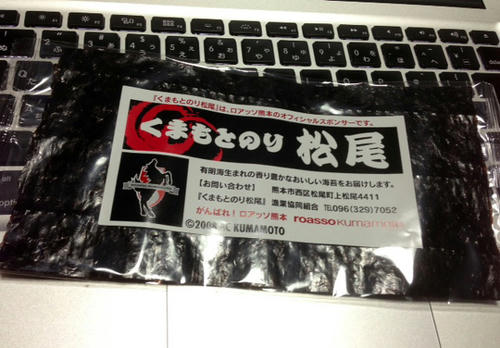 『くまもとのり松尾』は、ロアッソ熊本のオフィシャルスポンサーです。
くまもとのり 松尾
有明海生まれの香り豊かなおいしい海苔をお届けします。
【お問い合わせ】 熊本市西区松尾町上松尾4411
『くまもとのり松尾』 漁業協同組合 TEL096(329)7052
がんばれ!ロアッソ熊本 roassokumamoto
©2008 AC KUMAMOTO